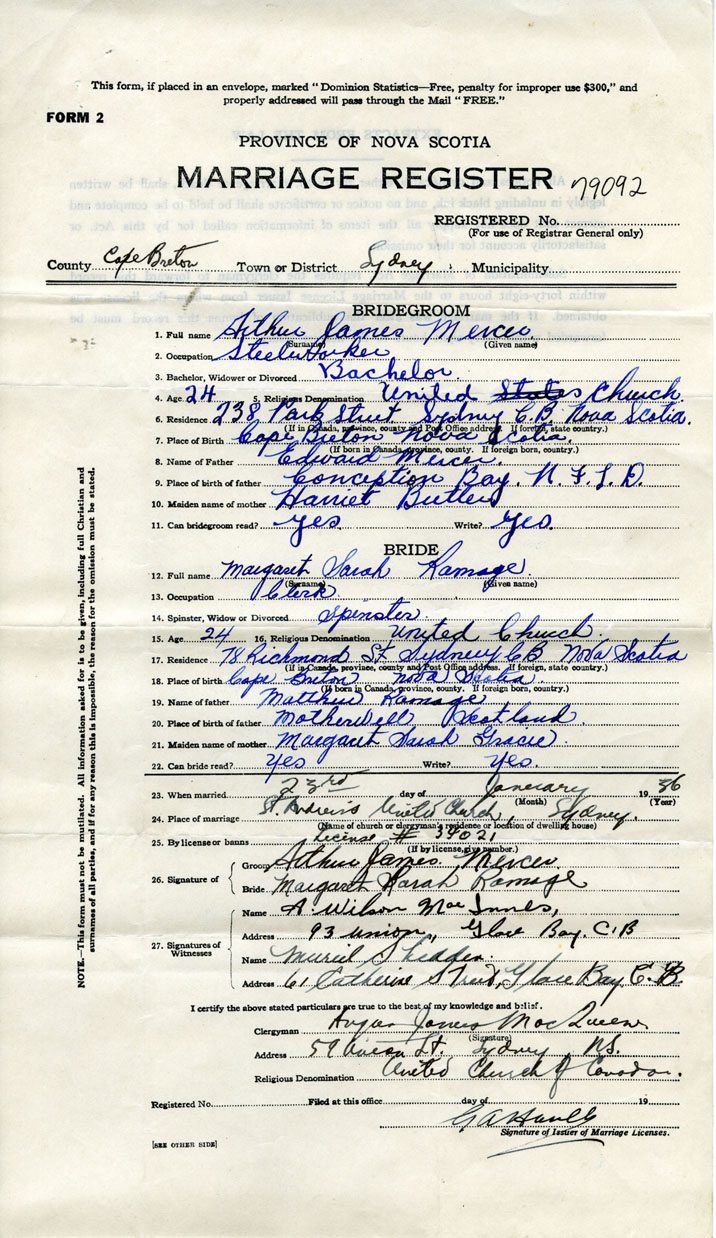 This form, if placed in an envelope, marked "Dominion Statistics—Free, penalty for improper use $300," and
properly addressed will pass through the Mail "FREE."
FORM 2
PROVINCE OF NOVA SCOTIA
MARRIAGE REGISTER 79092
REGISTERED No.
(For use of Registrar General only)
County Cape Breton Town or District Sydney Municipality
BRIDEGROOM
1. Full name Arthur James Mercer
(Surname) (Given name)
2. Occupation Steelworker
3. Bachelor, Widower or Divorced Bachelor.
4. Age 24 5. Religious Denomination United States Church
6. Residence 238 Park Street Sydney C.B. Nova Scotia.
(If in Canada, province, county and Post Office address. If foreign, state country.)
7. Place of Birth Cape Breton Nova Scotia.
(If born in Canada, province, county. If foreign born, country.)
8. Name of Father Edward Mercer
9. Place of birth of father Conception Bay, N.F.L.D.
10. Maiden name of mother Harriet Butler
11. Can bridegroom read? Yes. Write? Yes.
BRIDE
12. Full name Margaret Sarah Ramage
(Surname) (Given name)
13. Occupation Clerk
14. Spinster, Widow or Divorced Spinster
15. Age 24 16. Religious Denomination United Church
17. Residence 78 Richmond St Sydney C.B Nova Scotia
(If in Canada, province, county and Post Office address. If foreign, state country.)
18. Place of birth Cape Breton Nova Scotia.
(If born in Canada, province, county. If foreign born, country.)
19. Name of father Matthew Ramage
20. Place of birth of father Motherwell Scotland
21. Maiden name of mother Margaret Sarah Gracie
22. Can bride read? Yes Write? Yes.
23. When married 23rd day of January 19 36
(Month) (Year)
24. Place of marriage St. Andrew's United Church, Sydney.
(Name of church or clergyman's residence or location of dwelling house)
25. By license or banns License # 39021
(If by license, give number.)
26. Signature of
Groom Arthur James Mercer
Bride Margaret Sarah Ramage
27. Signatures of Witnesses
Name A. Wilson MacInnes,
Address 93 Union, Glace Bay. C.B
Name Muriel S
Address 61 Catherine Street, Glace Bay C.B.
I certify the above stated particulars are true to the best of my knowledge and belief.
Clergyman Angus James MacQueen
(Signature)
Address 59 St. Sydney N.S.
Religious Denomination United Church of Canada.
Registered No. Filed at this office day of 19
Signature of Issuer of Marriage Licenses.
[SEE OTHER SIDE]
NOTE.—This form must not be mutilated. All information asked for is to be given, including full Christian and
surnames of all parties, and if for any reason this is impossible, the reason for the omission must be stated.